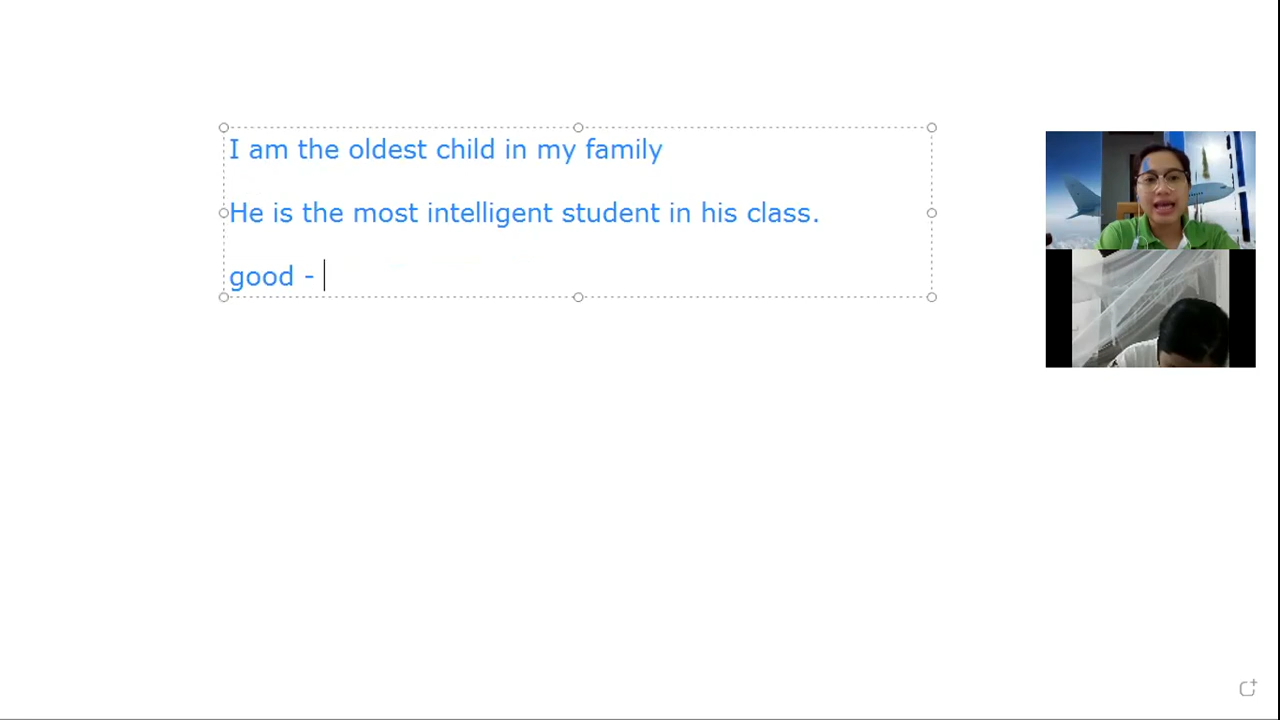 I am the oldest child in my family
He is the most intelligent student in his class.
good -